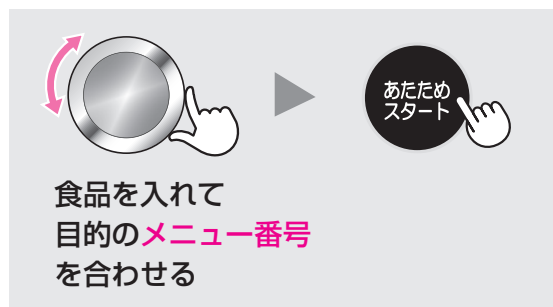 あたため
スタート
食品を入れて
目的のメニュー番号
を合わせる